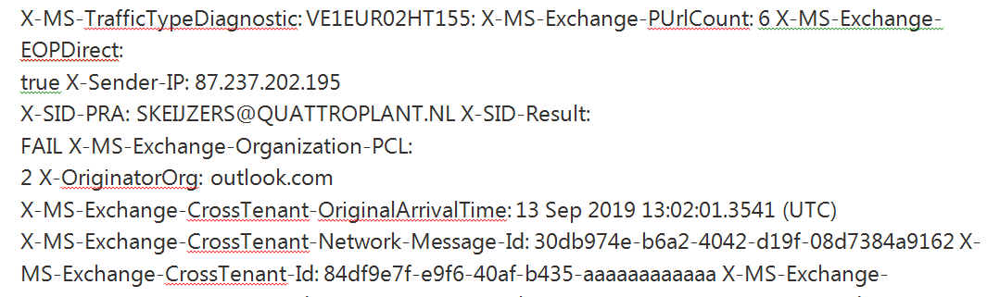 X-MS-TrafficTypeDiagnostic: VE1EUR02HT155: X-MS-Exchange-PUrlCount: 6 X-MS-Exchange-
EOPDirect:
true X-Sender-IP: 87.237.202.195
X-SID-PRA: SKEIJZERS@QUATTROPLANT.NL X-SID-Result:
FAIL X-MS-Exchange-Organization-PCL:
2 X-OriginatorOrg: outlook.com
X-MS-Exchange-CrossTenant-OriginalArrivalTime: 13 Sep 2019 13:02:01.3541 (UTC)
X-MS-Exchange-CrossTenant-Network-Message-Id: 30db974e-b6a2-4042-d19f-08d7384a9162 X-
MS-Exchange-CrossTenant-Id: 84df9e7f-e9f6-40af-b435-aaaaaaaaaaaa X-MS-Exchange-